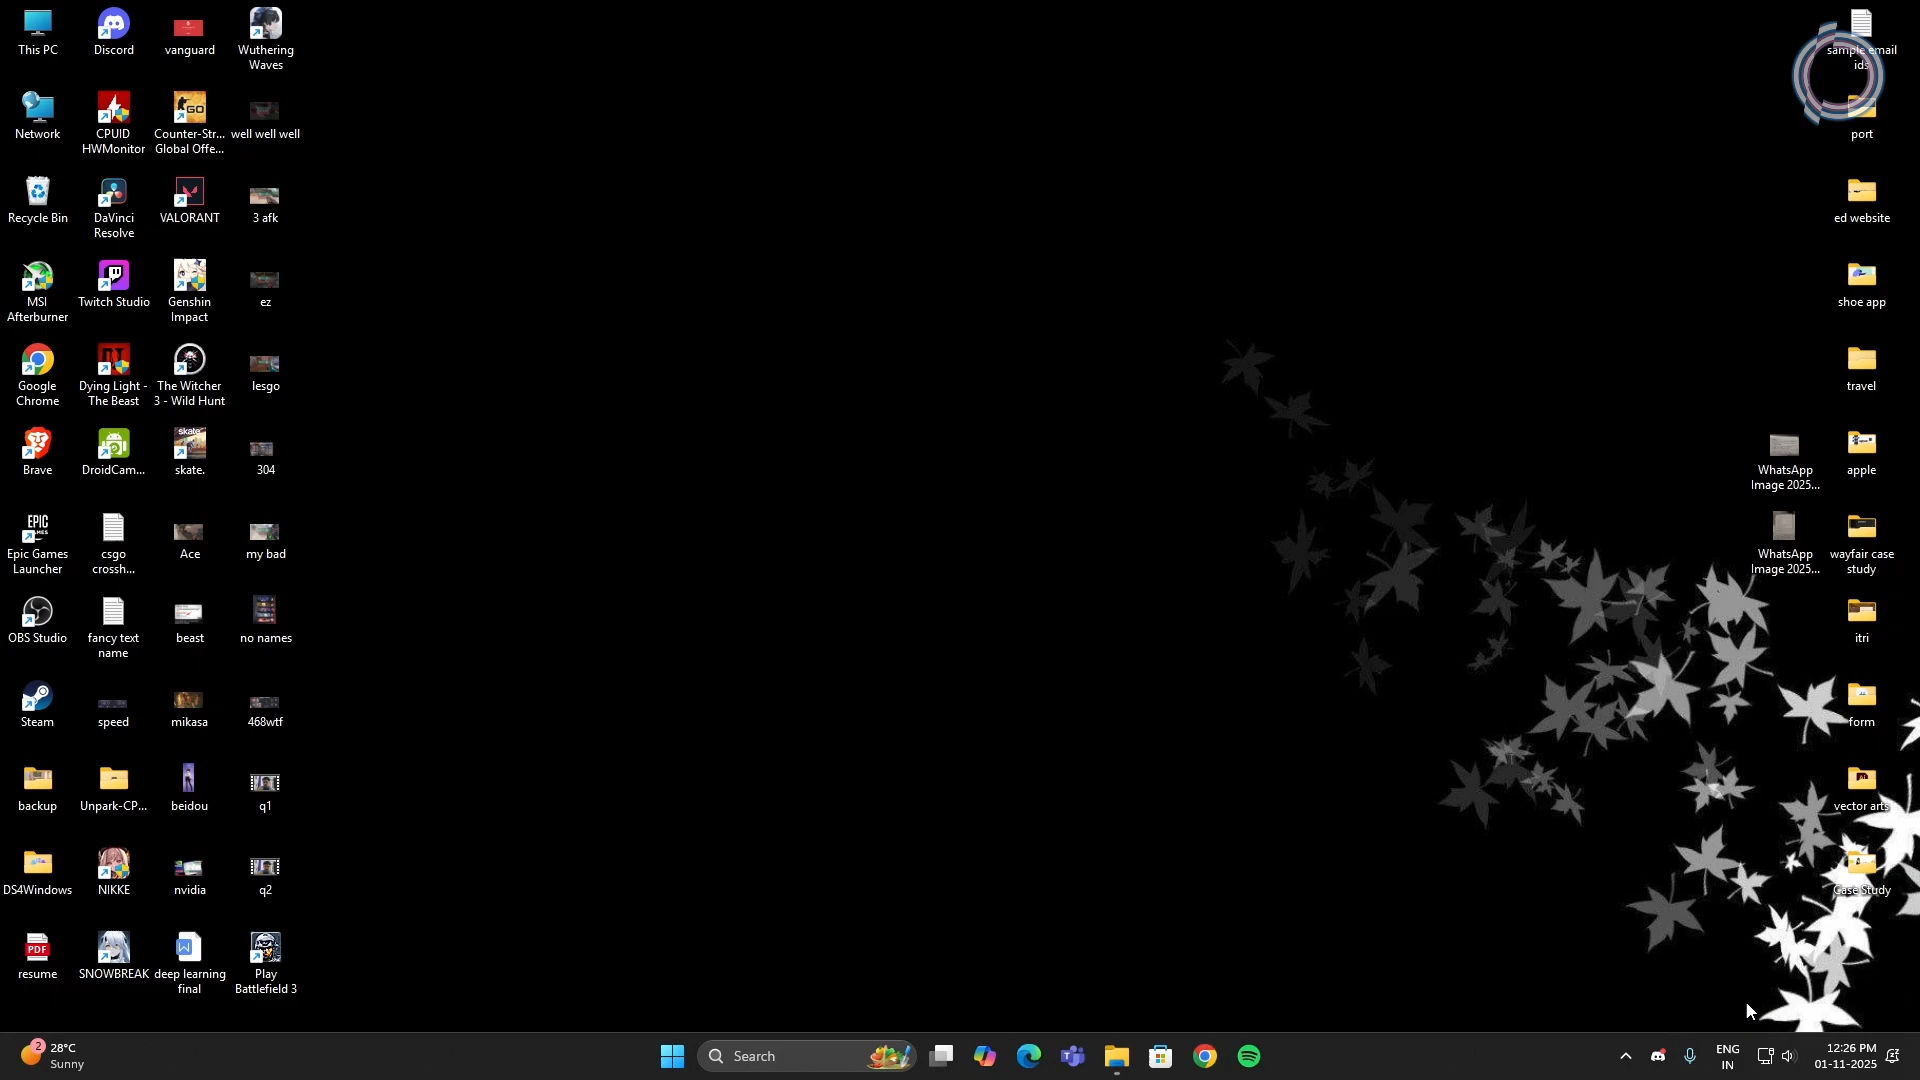 This PC
Discord
vanguard
Wuthering
Waves
sample email
ids
Network
CPUID
HWMonitor
Counter-Str...
Global Offe...
well well well
port
Recycle Bin
DaVinci
Resolve
VALORANT
3 afk
ed website
MSI
Afterburner
Twitch Studio
Genshin
Impact
ez
shoe app
Google
Chrome
Dying Light -
The Beast
The Witcher
3 - Wild Hunt
lesgo
travel
Brave
DroidCam...
skate.
skate.
304
WhatsApp
Image 2025...
apple
EPIC
Epic Games
Launcher
csgo
crossh...
Ace
my bad
WhatsApp
Image 2025...
wayfair case
study
OBS Studio
fancy text
name
beast
no names
itri
Steam
speed
mikasa
468wtf
form
backup
Unpark-CP...
beidou
q1
vector arts
DS4Windows
NIKKE
nvidia
q2
Case Study
PDF
resume
SNOWBREAK
deep learning
final
Play
Battlefield 3
2
28°C
Sunny
Search
ENG
IN
12:26 PM
01-11-2025